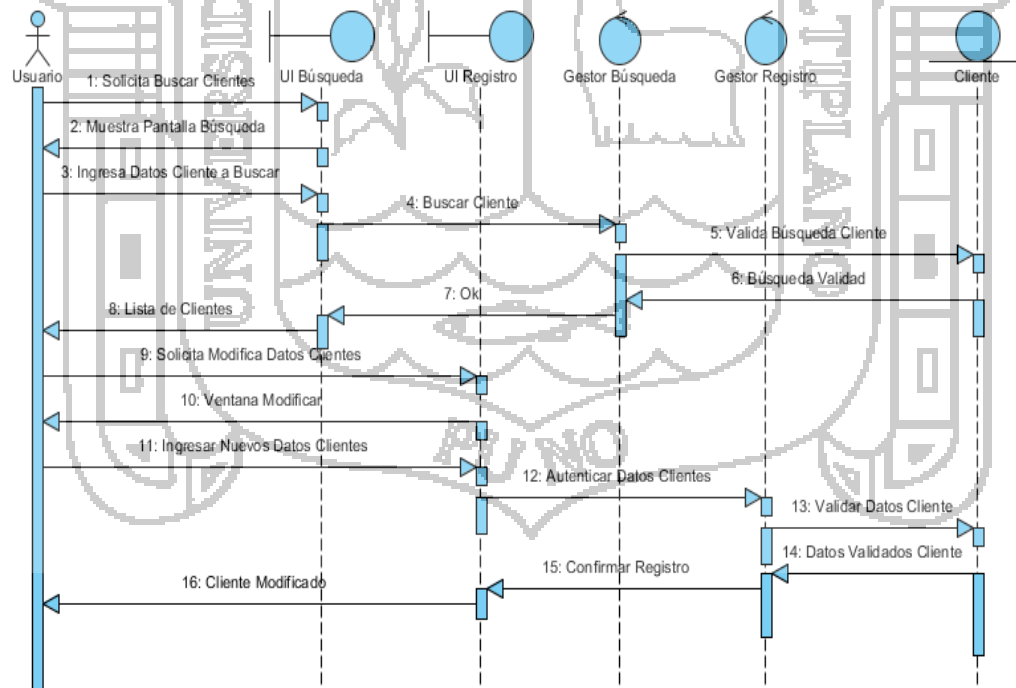 Usuario
UI Búsqueda
UI Registro
Gestor Búsqueda
Gestor Registro
Cliente
1: Solicita Buscar Clientes
2: Muestra Pantalla Búsqueda
3: Ingresa Datos Cliente a Buscar
4: Buscar Cliente
5: Valida Búsqueda Cliente
6: Búsqueda Validad
7: Ok
8: Lista de Clientes
9: Solicita Modifica Datos Clientes
10: Ventana Modificar
11: Ingresar Nuevos Datos Clientes
12: Autenticar Datos Clientes
13: Validar Datos Cliente
14: Datos Validados Cliente
15: Confirmar Registro
16: Cliente Modificado
PUNO